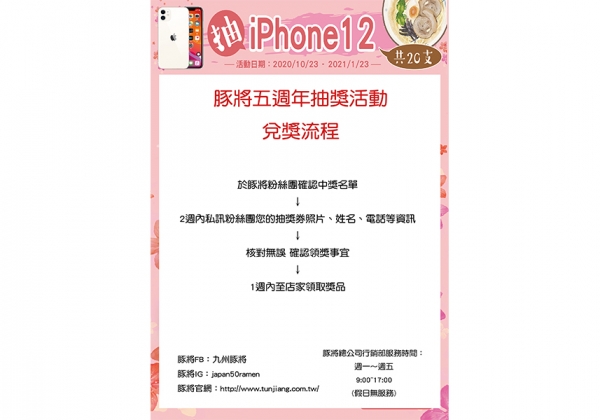 抽 iPhone12
活動日期：2020/10/23 - 2021/1/23
共20支
豚將五週年抽獎活動
兌獎流程
於豚將粉絲團確認中獎名單
↓
2週內私訊粉絲團您的抽獎券照片、姓名、電話等資訊
↓
核對無誤 確認領獎事宜
↓
1週內至店家領取獎品
豚將FB：九州豚將
豚將IG：japan50ramen
豚將官網：http://www.tunjiang.com.tw/
豚將總公司行銷部服務時間：
週一～週五
9:00~17:00
(假日無服務)